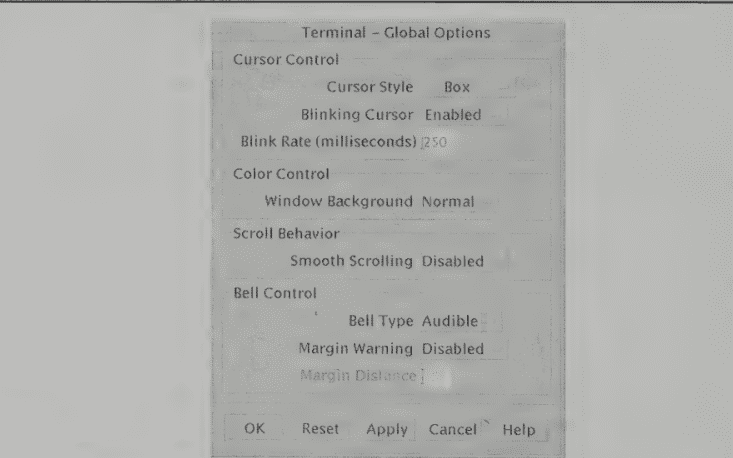 Terminal – Global Options
Cursor Control
Cursor Style Box
Blinking Cursor Enabled
Blink Rate (milliseconds) 250
Color Control
Window Background Normal
Scroll Behavior
Smooth Scrolling Disabled
Bell Control
Bell Type Audible
Margin Warning Disabled
Margin Distance
OK Reset Apply Cancel Help